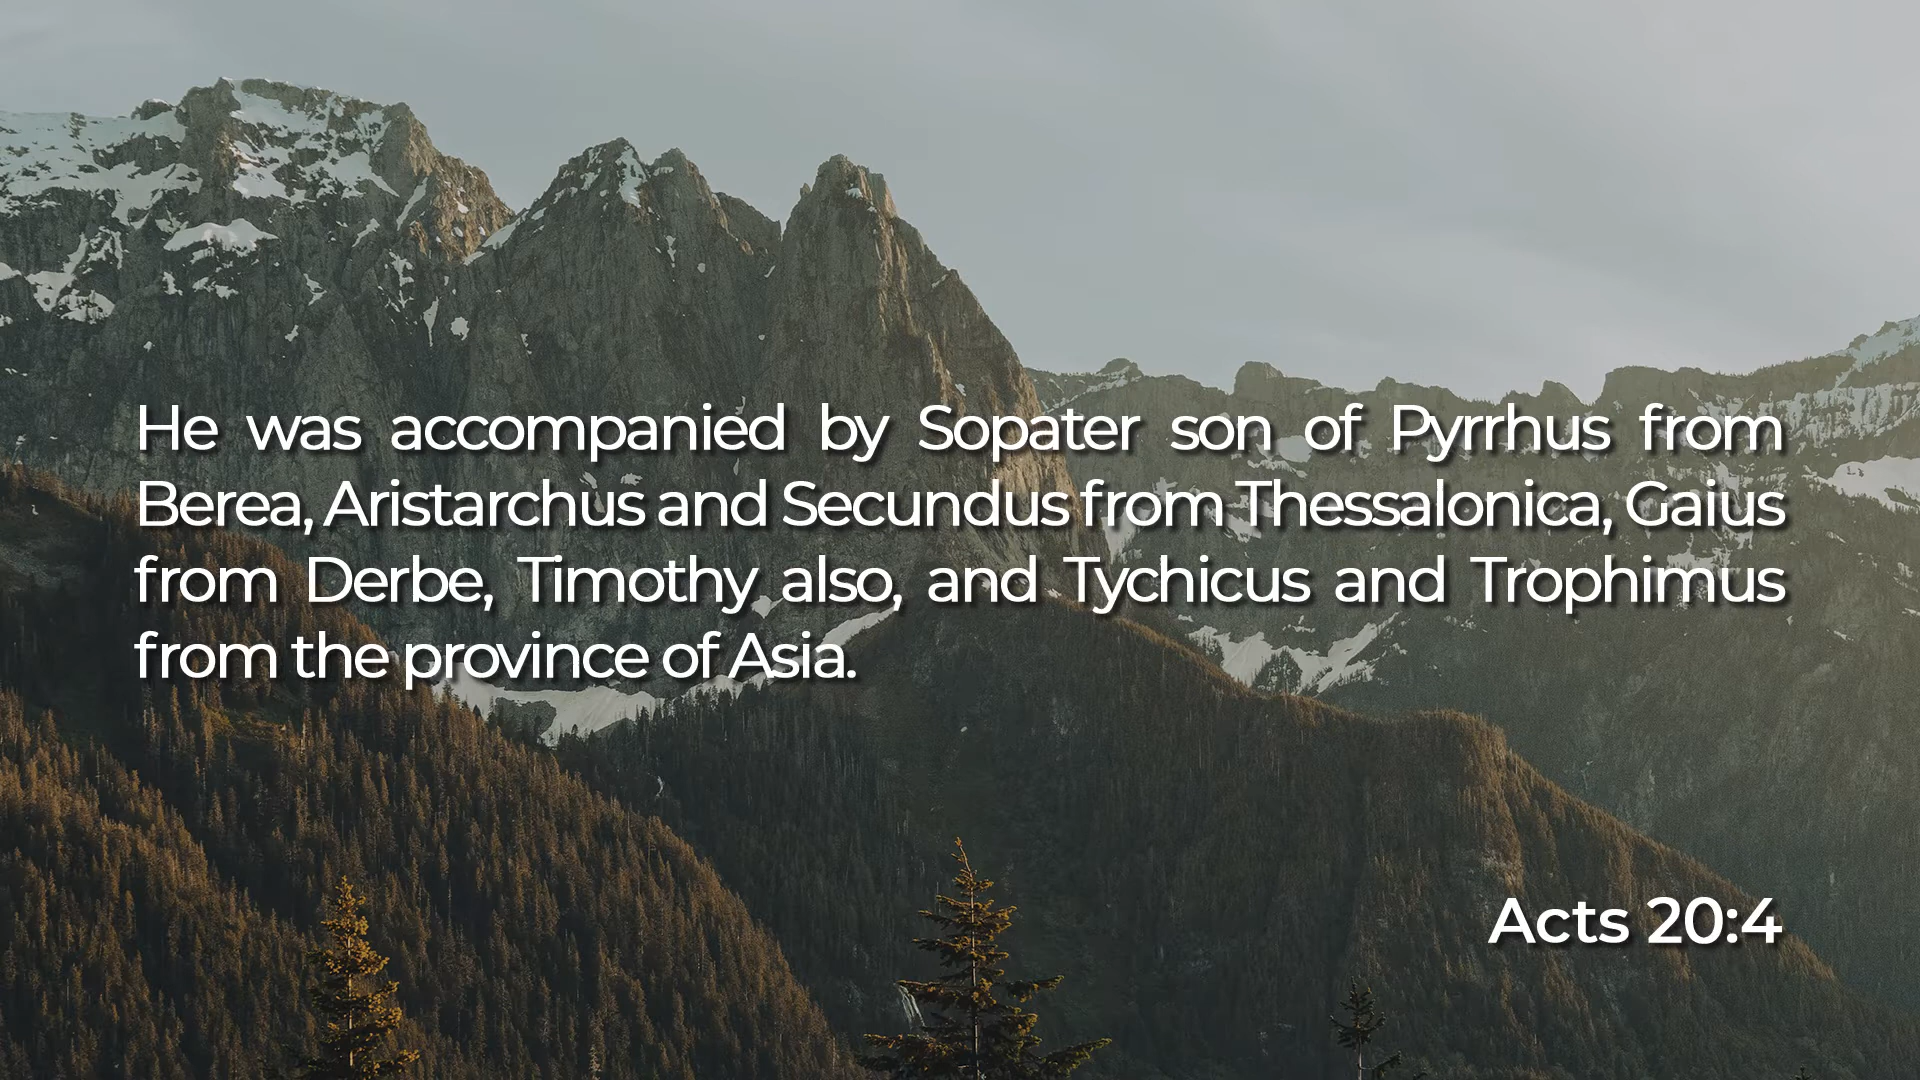 He was accompanied by Sopater son of Pyrrhus from
Berea, Aristarchus and Secundus from Thessalonica, Gaius
from Derbe, Timothy also, and Tychicus and Trophimus
from the province of Asia.
Acts 20:4